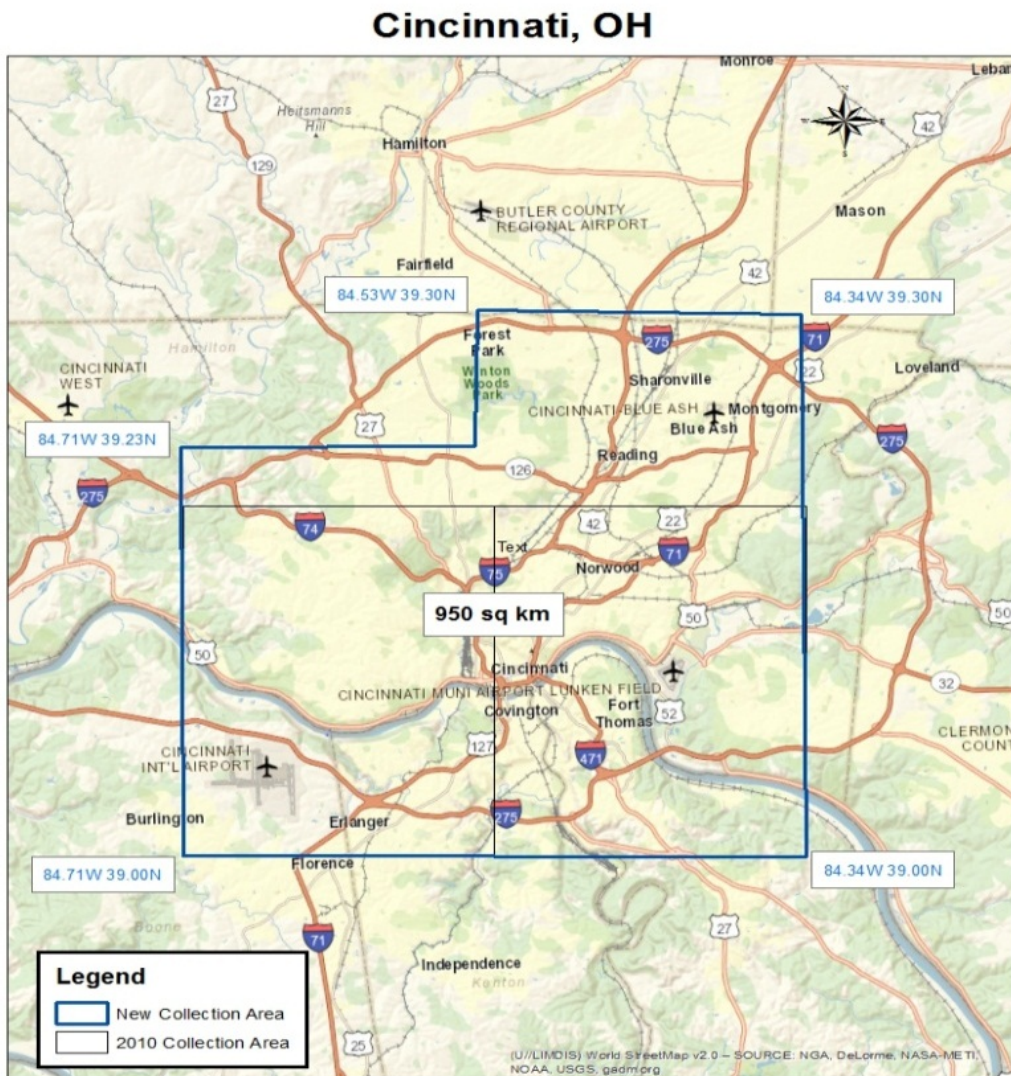 Cincinnati, OH
Monroe
Leban
27
Heitsmanns
Hill
42
Hamilton
129
Mason
BUTLER COUNTY
REGIONAL AIRPORT
Fairfield
42
84.53W 39.30N
84.34W 39.30N
Forest
Park
275
71
Hamilton
Winton
Woods
Park
22
Loveland
CINCINNATI
WEST
Sharonville
CINCINNATI-BLUE ASH
Montgomery
Blue Ash
27
84.71W 39.23N
275
Reading
126
275
74
42
22
Text
71
75
Norwood
950 sq km
50
50
50
Cincinnati
CINCINNATI MUNI AIRPORT LUNKEN FIELD
32
Covington
Fort
Thomas
52
CLERMON
COUNT
127
CINCINNATI
INT'L AIRPORT
471
Burlington
Erlanger
275
84.71W 39.00N
Florence
84.34W 39.00N
Boone
71
27
Independence
Kenton
Legend
New Collection Area
2010 Collection Area
25
(U//LIMDIS) World StreetMap v2.0 – SOURCE: NGA, DeLorme, NASA-METI,
NOAA, USGS, gadm.org